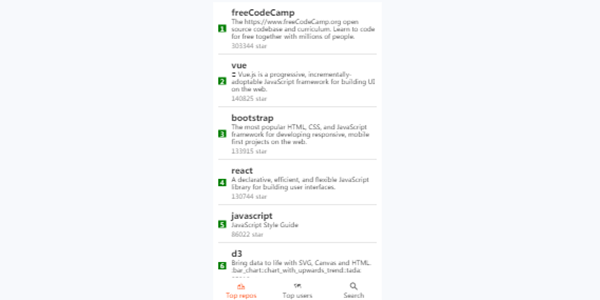 freeCodeCamp
The https://www.freeCodeCamp.org open
1
source codebase and curriculum. Learn to code
for free together with millions of people.
303344 star
vue
Vue.js is a progressive, incrementally-
2
adoptable JavaScript framework for building UI
on the web.
140825 star
bootstrap
The most popular HTML, CSS, and JavaScript
3
framework for developing responsive, mobile
first projects on the web.
133915 star
react
A declarative, efficient, and flexible JavaScript
4
library for building user interfaces.
130744 star
javascript
5
JavaScript Style Guide
86022 star
d3
Bring data to life with SVG, Canvas and HTML.
6
:bar_chart::chart_with_upwards_trend::tada:
Top repos
Top users
Search